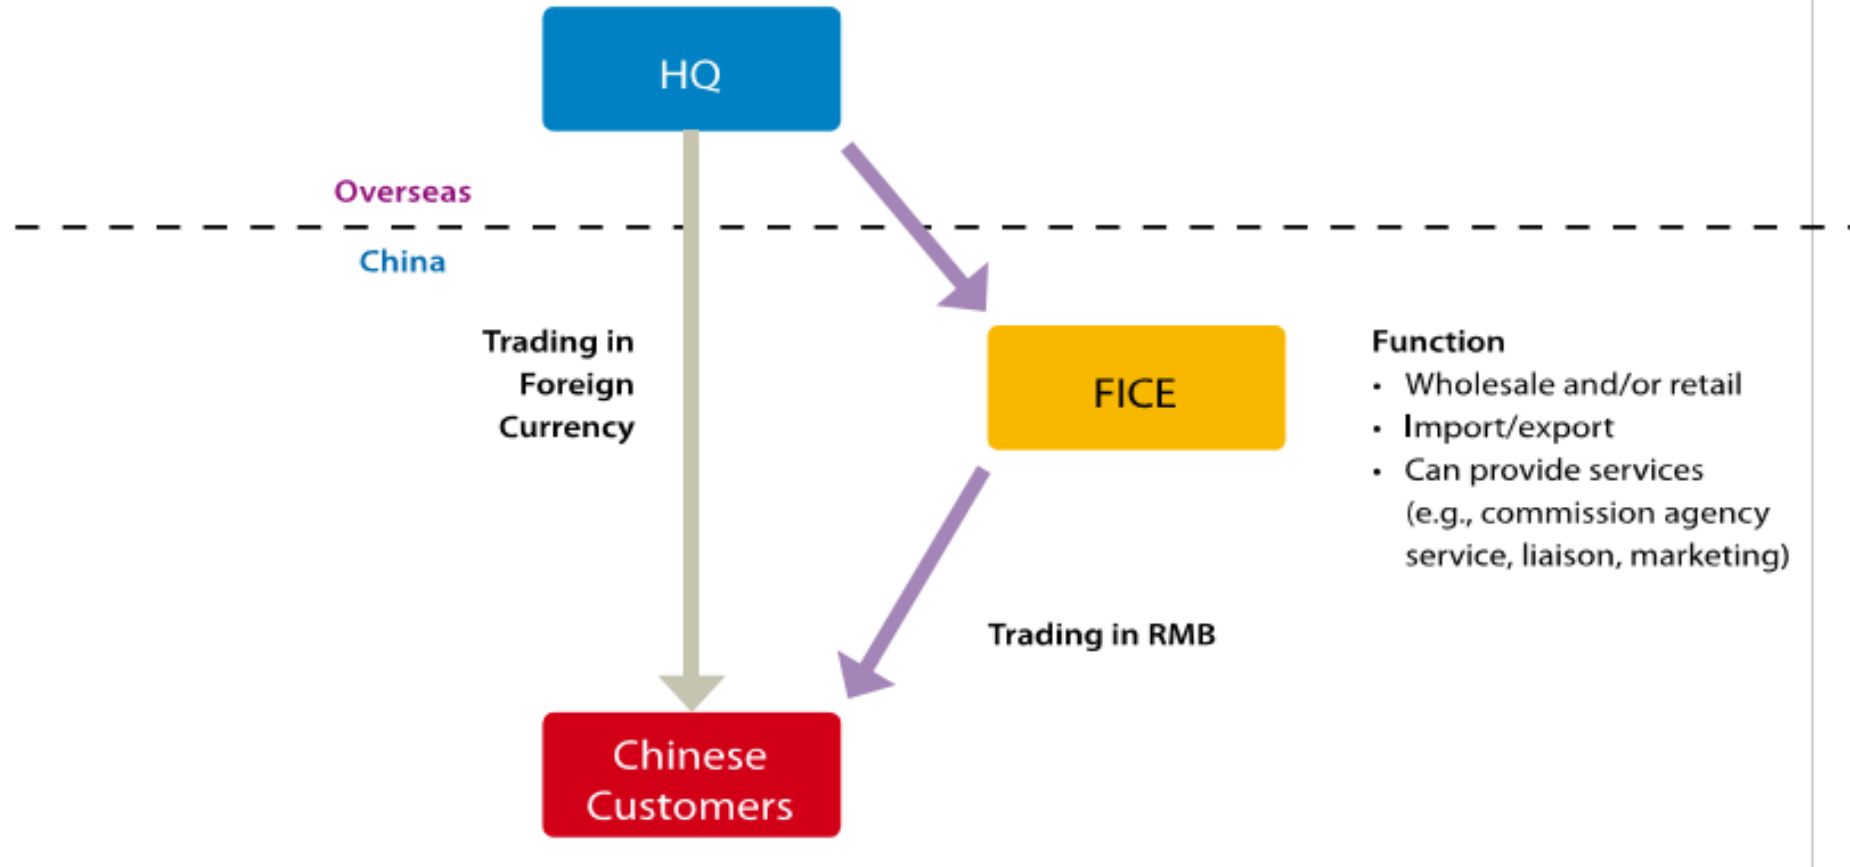 HQ
Overseas
China
Trading in
Foreign
Currency
FICE
Function
• Wholesale and/or retail
• Import/export
• Can provide services
(e.g., commission agency
service, liaison, marketing)
Trading in RMB
Chinese
Customers